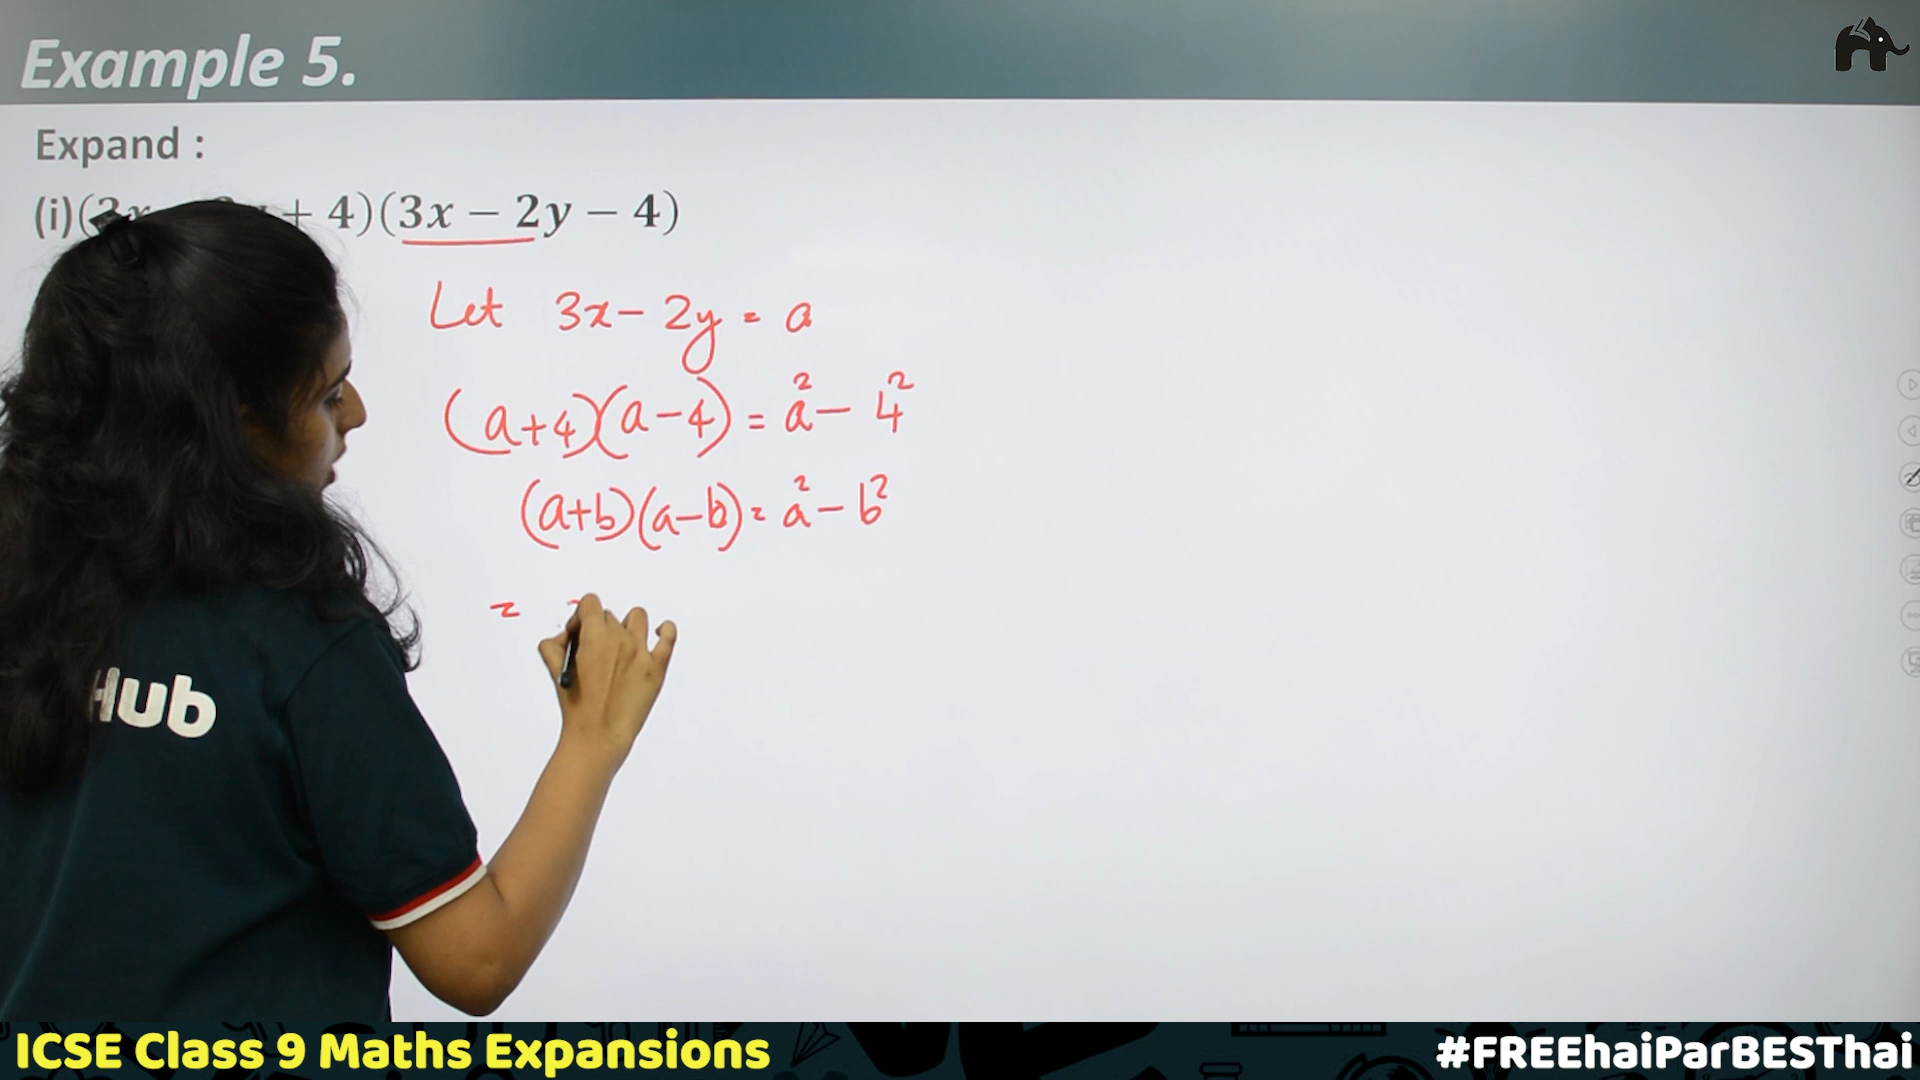 Example 5.
Expand :
(i)(3x + 4)(3x − 2y − 4)
Let 3x - 2y = a
(a+4)(a-4) = a² - 4²
(a+b)(a-b) = a² - b²
=
Hub
ICSE Class 9 Maths Expansions
#FREEhaiParBESThai